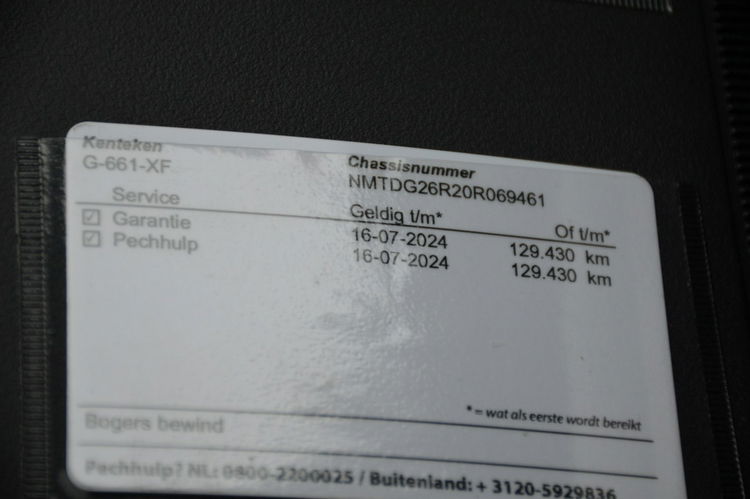 Kenteken Chassisnummer
G-661-XF NMTDG26R20R069461
Service Geldig t/m* Of t/m*
☑ Garantie 16-07-2024 129.430 km
☑ Pechhulp 16-07-2024 129.430 km
* = wat als eerste wordt bereikt
Bogers bewind
Pechhulp? NL: 0800-2200025 / Buitenland: + 3120-5929836